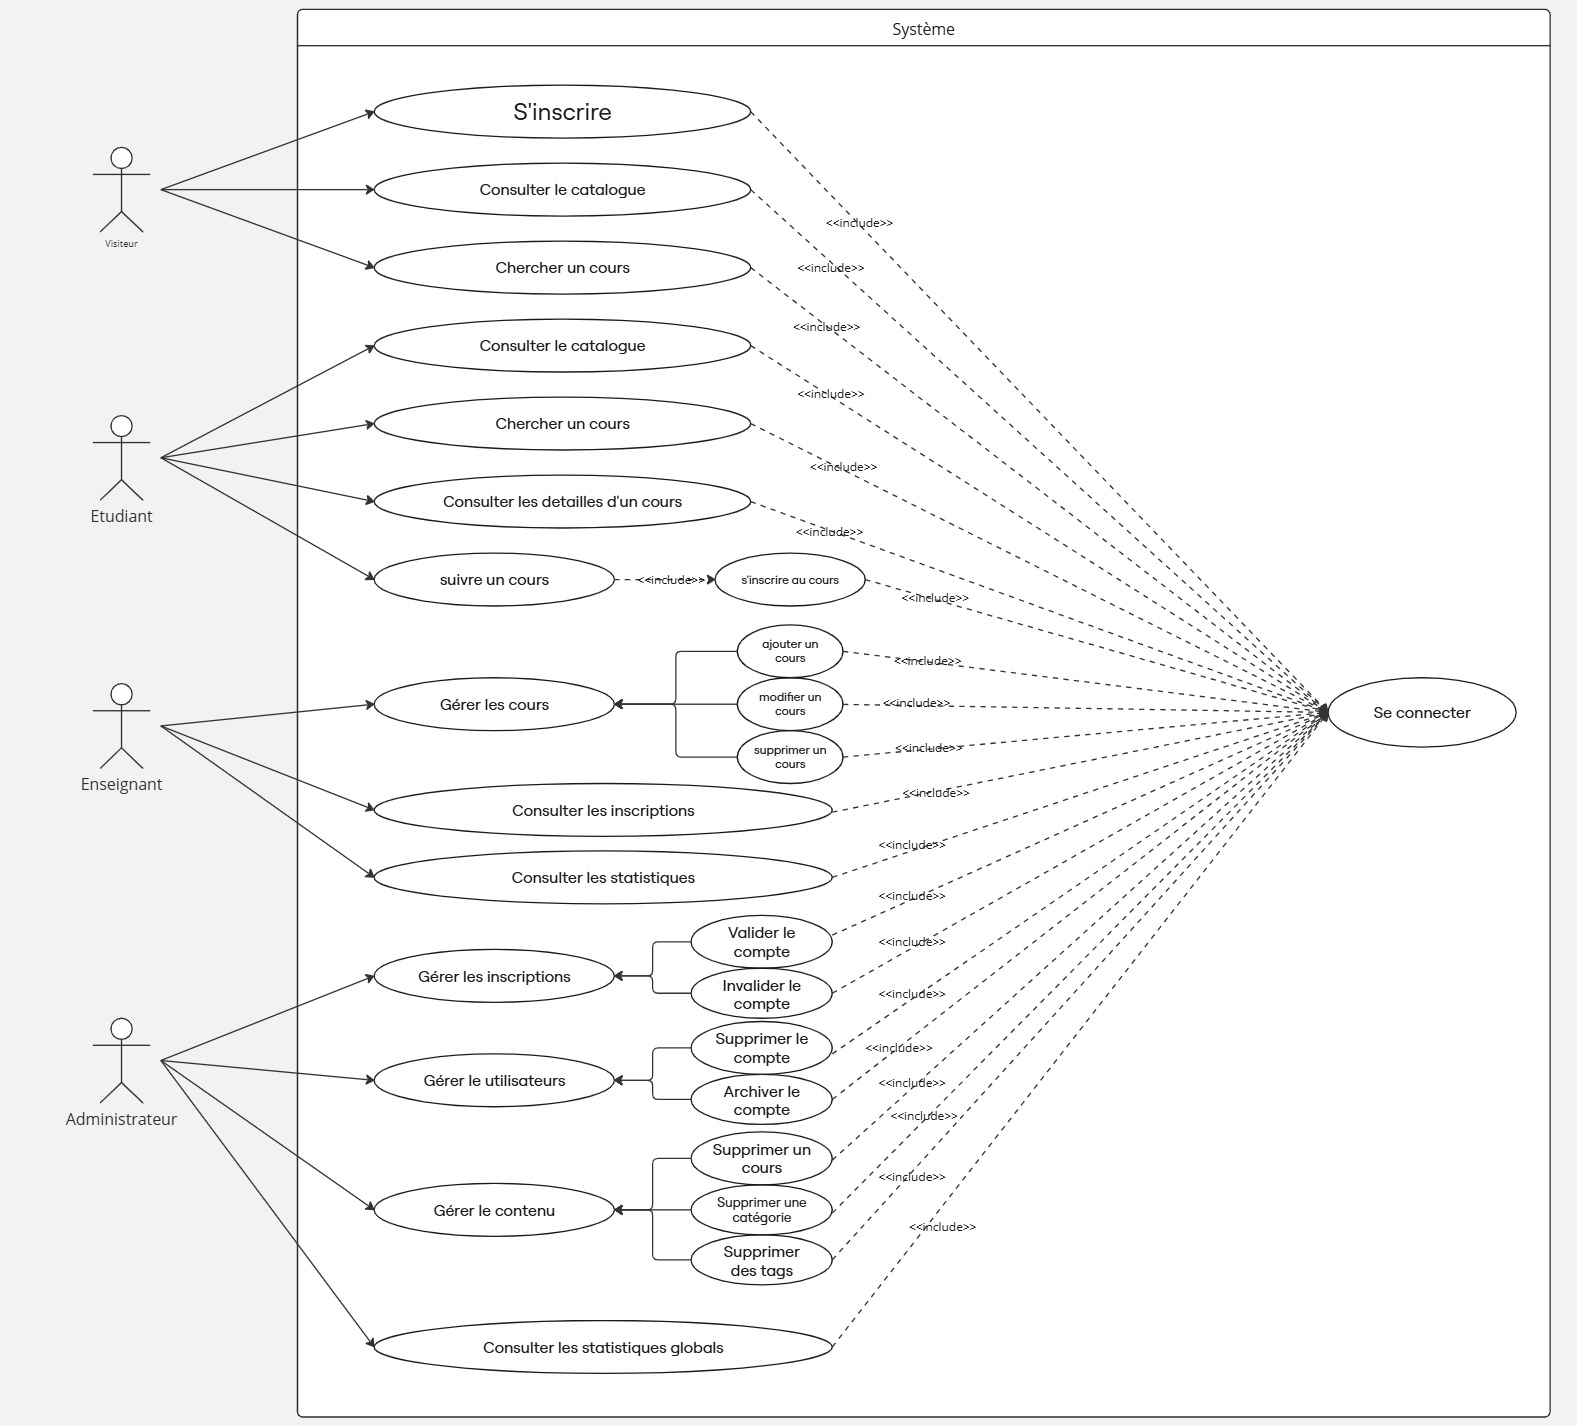 Système
S'inscrire
Consulter le catalogue
Visiteur
<<include>>
Chercher un cours
<<include>>
<<include>>
Consulter le catalogue
<<include>>
Chercher un cours
Etudiant
<<include>>
Consulter les detailles d'un cours
<<include>>
suivre un cours
<<include>>
s'inscrire au cours
<<include>>
ajouter un
cours
<<include>>
Gérer les cours
modifier un
cours
<<include>>
Se connecter
supprimer un
cours
<<include>>
Enseignant
<<include>>
Consulter les inscriptions
<<include>>
Consulter les statistiques
<<include>>
Valider le
compte
<<include>>
Gérer les inscriptions
Invalider le
compte
<<include>>
Supprimer le
compte
<<include>>
Gérer le utilisateurs
<<include>>
Archiver le
compte
Administrateur
<<include>>
Supprimer un
cours
<<include>>
Gérer le contenu
Supprimer une
catégorie
<<include>>
Supprimer
des tags
Consulter les statistiques globals